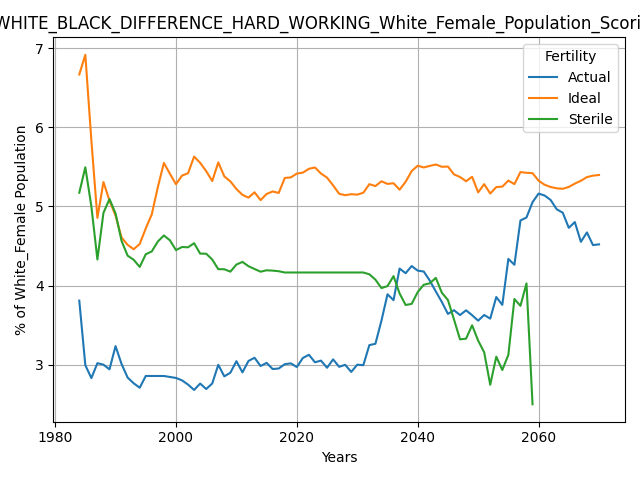 WHITE_BLACK_DIFFERENCE_HARD_WORKING_White_Female_Population_Scori
7
6
5
4
3
% of White_Female Population
1980
2000
2020
2040
2060
Years
Fertility
Actual
Ideal
Sterile